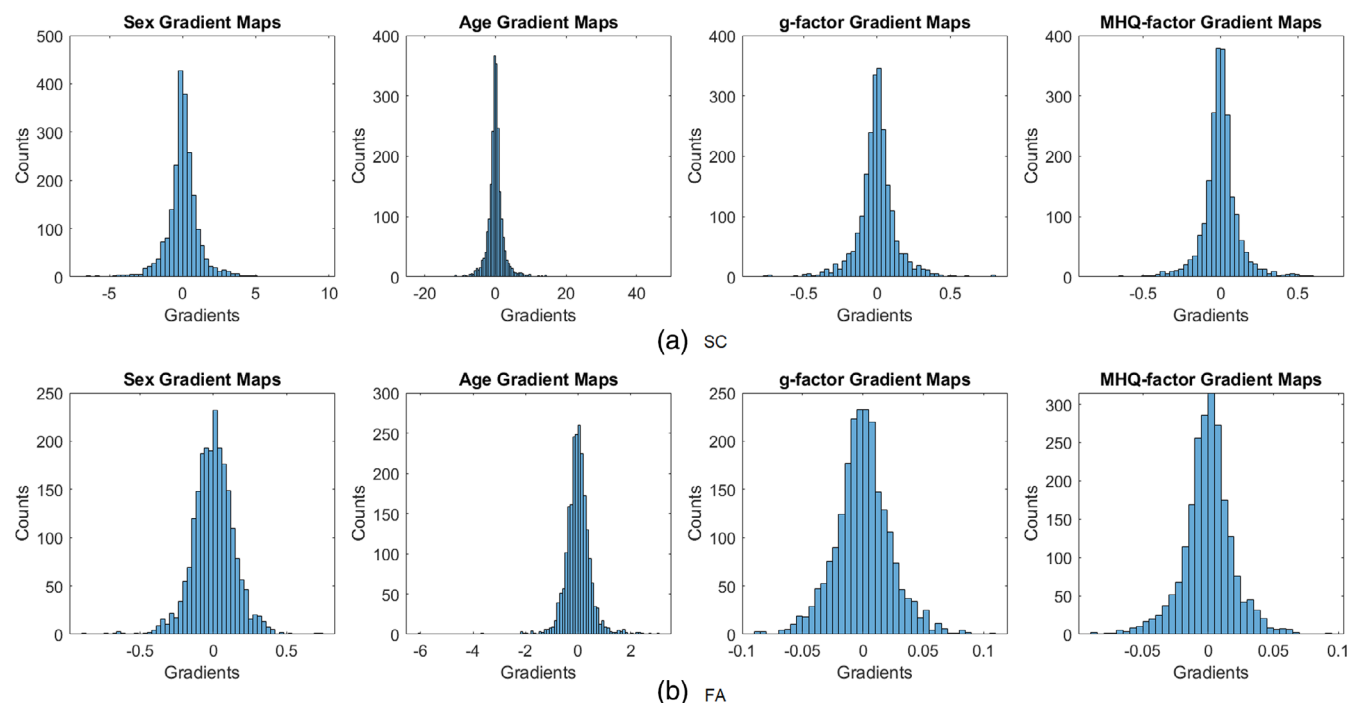 Sex Gradient Maps
500
400
300
200
100
0
Counts
-5 0 5 10
Gradients
Age Gradient Maps
400
300
200
100
0
Counts
-20 0 20 40
Gradients
g-factor Gradient Maps
400
300
200
100
0
Counts
-0.5 0 0.5
Gradients
MHQ-factor Gradient Maps
400
300
200
100
0
Counts
-0.5 0 0.5
Gradients
(a) SC
Sex Gradient Maps
250
200
150
100
50
0
Counts
-0.5 0 0.5
Gradients
Age Gradient Maps
300
250
200
150
100
50
0
Counts
-6 -4 -2 0 2
Gradients
g-factor Gradient Maps
250
200
150
100
50
0
Counts
-0.1 -0.05 0 0.05 0.1
Gradients
MHQ-factor Gradient Maps
300
250
200
150
100
50
0
Counts
-0.05 0 0.05 0.1
Gradients
(b) FA